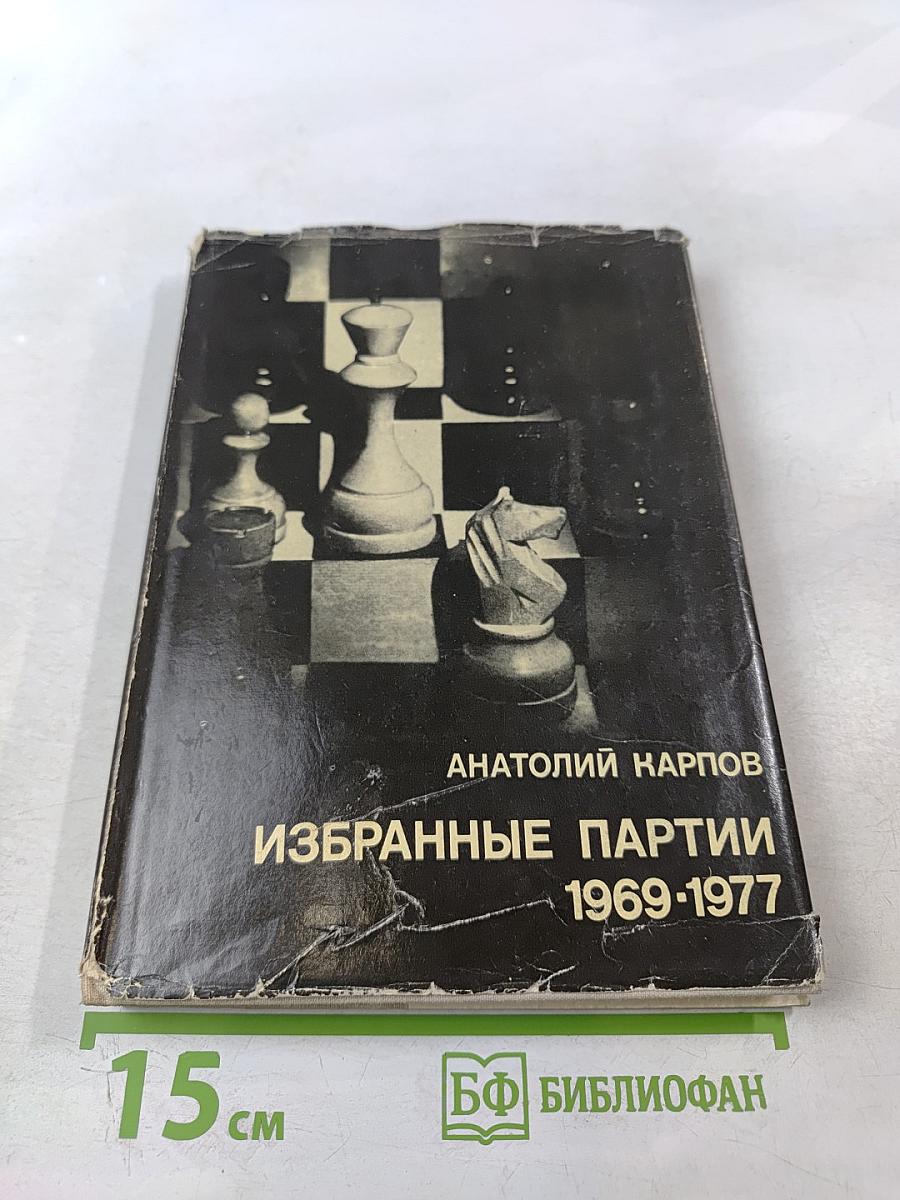 АНАТОЛИЙ КАРПОВ
ИЗБРАННЫЕ ПАРТИИ
1969·1977
15 см
БФ БИБЛИОФАН